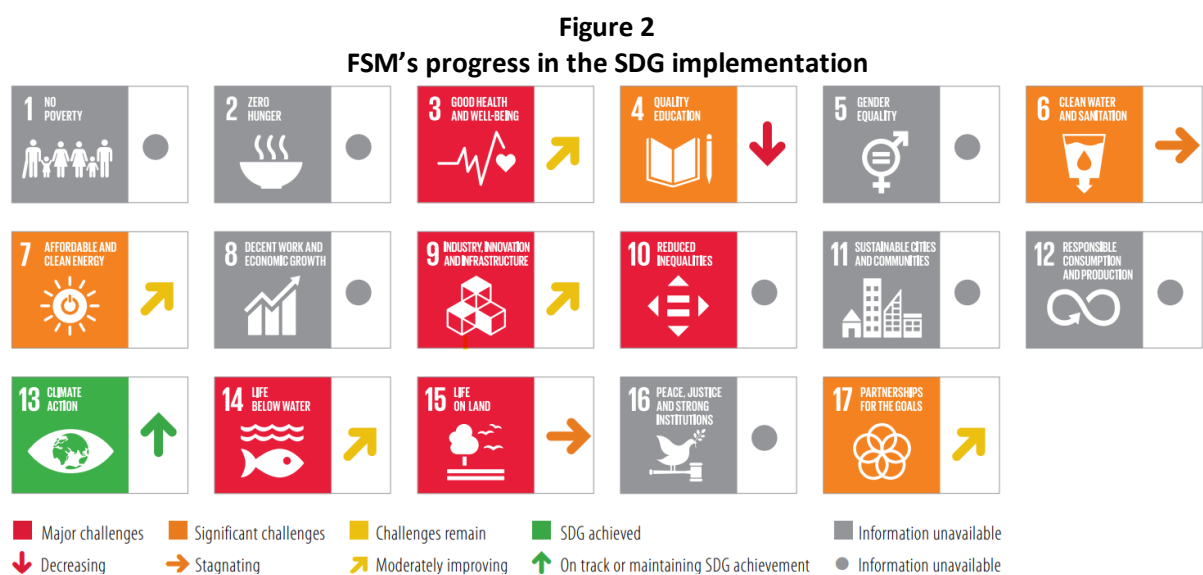 Figure 2
FSM's progress in the SDG implementation
1 NO
POVERTY
2 ZERO
HUNGER
3 GOOD HEALTH
AND WELL-BEING
4 QUALITY
EDUCATION
5 GENDER
EQUALITY
6 CLEAN WATER
AND SANITATION
7 AFFORDABLE AND
CLEAN ENERGY
8 DECENT WORK AND
ECONOMIC GROWTH
9 INDUSTRY, INNOVATION
AND INFRASTRUCTURE
10 REDUCED
INEQUALITIES
11 SUSTAINABLE CITIES
AND COMMUNITIES
12 RESPONSIBLE
CONSUMPTION
AND PRODUCTION
13 CLIMATE
ACTION
14 LIFE
BELOW WATER
15 LIFE
ON LAND
16 PEACE, JUSTICE
AND STRONG
INSTITUTIONS
17 PARTNERSHIPS
FOR THE GOALS
Major challenges Significant challenges Challenges remain SDG achieved Information unavailable
Decreasing Stagnating Moderately improving On track or maintaining SDG achievement Information unavailable